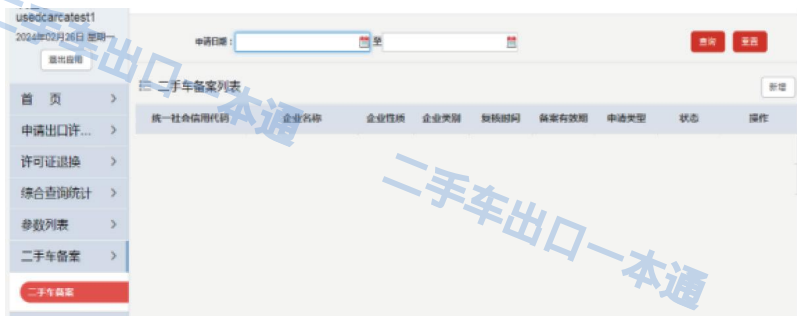 usedcarcatest1
2024年02月26日 星期一
退出应用
申请日期：
至
查询
重置
首 页
申请出口许...
许可证退换
综合查询统计
参数列表
二手车备案
二手车备案
二手车备案列表
新增
统一社会信用代码 企业名称 企业性质 企业类别 复核时间 备案有效期 申请类型 状态 操作
二手车出口一本通
二手车出口一本通